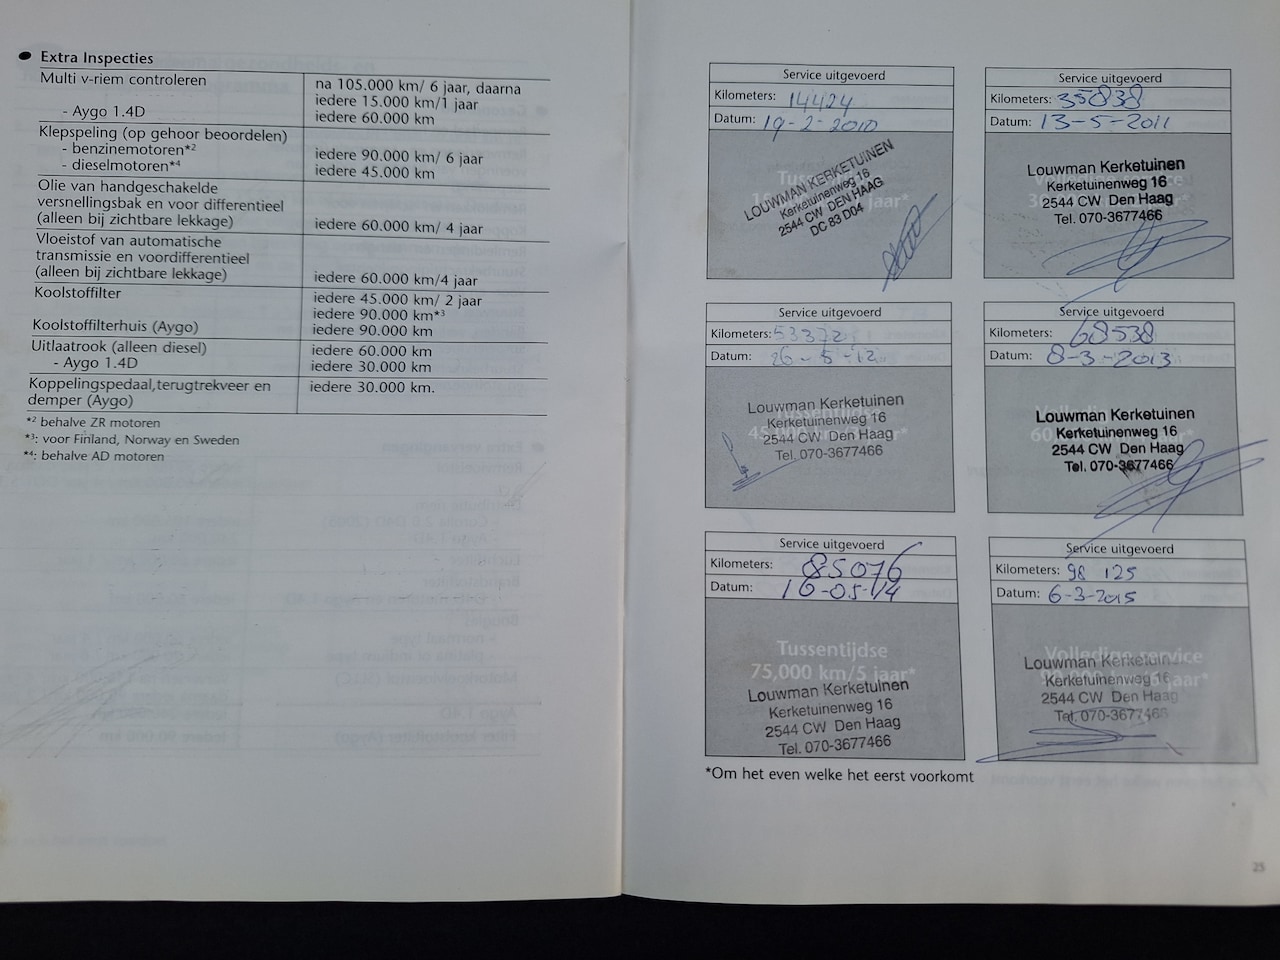 Extra Inspecties
Multi v-riem controleren
na 105.000 km/ 6 jaar, daarna
iedere 15.000 km/1 jaar
- Aygo 1.4D
iedere 60.000 km
Klepspeling (op gehoor beoordelen)
- benzinemotoren*2
iedere 90.000 km/ 6 jaar
- dieselmotoren*4
iedere 45.000 km
Olie van handgeschakelde
versnellingsbak en voor differentieel
(alleen bij zichtbare lekkage)
iedere 60.000 km/ 4 jaar
Vloeistof van automatische
transmissie en voordifferentieel
(alleen bij zichtbare lekkage)
iedere 60.000 km/4 jaar
Koolstoffilter
iedere 45.000 km/ 2 jaar
iedere 90.000 km*3
Koolstoffilterhuis (Aygo)
iedere 90.000 km
Uitlaatrook (alleen diesel)
iedere 60.000 km
- Aygo 1.4D
iedere 30.000 km
Koppelingspedaal,terugtrekveer en
demper (Aygo)
iedere 30.000 km.
*2 behalve ZR motoren
*3: voor Finland, Norway en Sweden
*4: behalve AD motoren
Service uitgevoerd
Kilometers: 14424
Datum: 19-2-2010
LOUWMAN KERKETUINEN
Kerketuinenweg 16
2544 CW DEN HAAG
DC 83 D04
jaar*
Service uitgevoerd
Kilometers: 35838
Datum: 13-5-2011
Louwman Kerketuinen
Kerketuinenweg 16
2544 CW Den Haag
Tel. 070-3677466
Service uitgevoerd
Kilometers: 53372
Datum: 26-5-12
Louwman Kerketuinen
Kerketuinenweg 16
2544 CW Den Haag
Tel. 070-3677466
Service uitgevoerd
Kilometers: 68538
Datum: 8-3-2013
Louwman Kerketuinen
Kerketuinenweg 16
2544 CW Den Haag
Tel. 070-3677466
Service uitgevoerd
Kilometers: 85076
Datum: 16-05-14
Tussentijdse
75,000 km/5 jaar*
Louwman Kerketuinen
Kerketuinenweg 16
2544 CW Den Haag
Tel. 070-3677466
Service uitgevoerd
Kilometers: 98 125
Datum: 6-3-2015
Volledige service
jaar*
Louwman Kerketuinen
Kerketuinenweg 16
2544 CW Den Haag
Tel. 070-3677466
*Om het even welke het eerst voorkomt
25